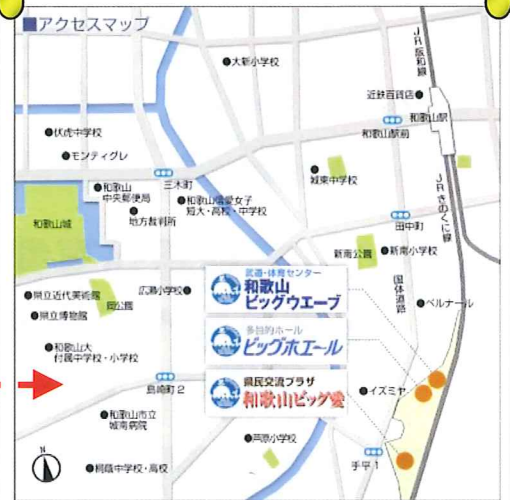 ■アクセスマップ
JR阪和線
大新小学校
近鉄百貨店
和歌山駅
和歌山駅前
伏虎中学校
モンティグレ
城東中学校
三木町
和歌山
中央郵便局
和歌山信愛女子
短大・高校・中学校
地方裁判所
JRきのくに線
田中町
和歌山城
新南公園
新南小学校
国体道路
武道・体育センター
和歌山
ビッグウエーブ
県立近代美術館
岡公園
広瀬小学校
ベルナール
県立博物館
多目的ホール
ビッグホエール
和歌山大
付属中学校・小学校
県民交流プラザ
和歌山ビッグ愛
島崎町2
イズミヤ
和歌山市立
城南病院
芦原小学校
手平1
N
桐蔭中学校・高校